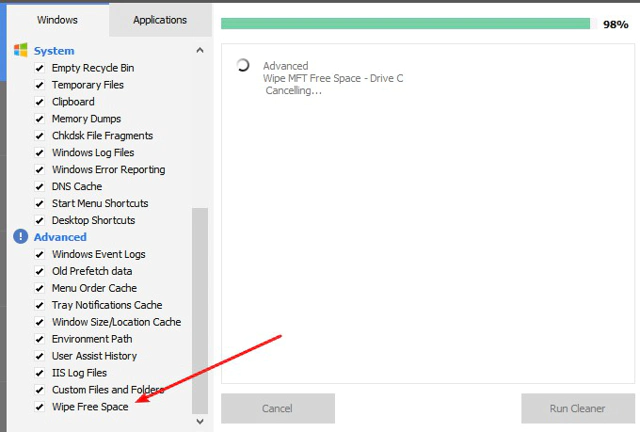 Windows
Applications
98%
System
Empty Recycle Bin
Temporary Files
Clipboard
Memory Dumps
Chkdsk File Fragments
Windows Log Files
Windows Error Reporting
DNS Cache
Start Menu Shortcuts
Desktop Shortcuts
Advanced
Windows Event Logs
Old Prefetch data
Menu Order Cache
Tray Notifications Cache
Window Size/Location Cache
Environment Path
User Assist History
IIS Log Files
Custom Files and Folders
Wipe Free Space
Advanced
Wipe MFT Free Space - Drive C
Cancelling...
Cancel
Run Cleaner